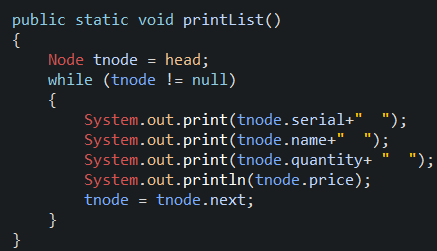 public static void printList()
{
    Node tnode = head;
    while (tnode != null)
    {
        System.out.print(tnode.serial+"  ");
        System.out.print(tnode.name+"  ");
        System.out.print(tnode.quantity+ "  ");
        System.out.println(tnode.price);
        tnode = tnode.next;
    }
}